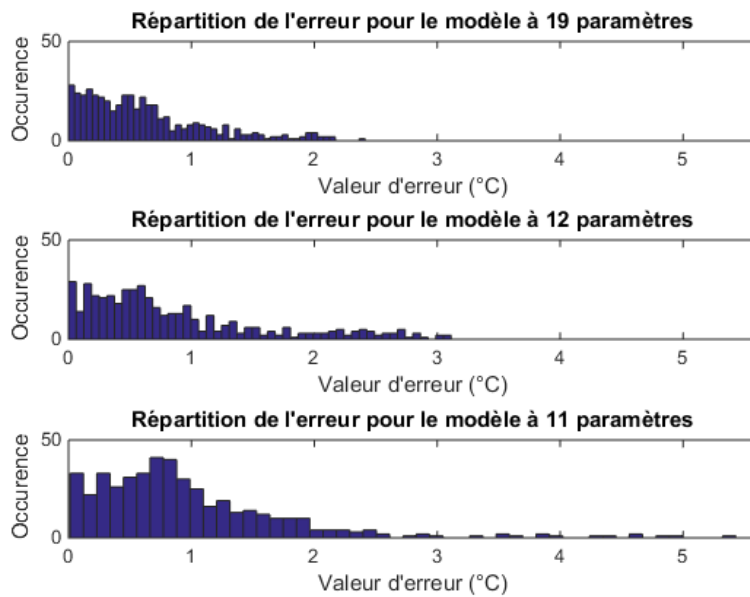 Répartition de l'erreur pour le modèle à 19 paramètres
50
0
Occurence
0 1 2 3 4 5
Valeur d'erreur (°C)
Répartition de l'erreur pour le modèle à 12 paramètres
50
0
Occurence
0 1 2 3 4 5
Valeur d'erreur (°C)
Répartition de l'erreur pour le modèle à 11 paramètres
50
0
Occurence
0 1 2 3 4 5
Valeur d'erreur (°C)